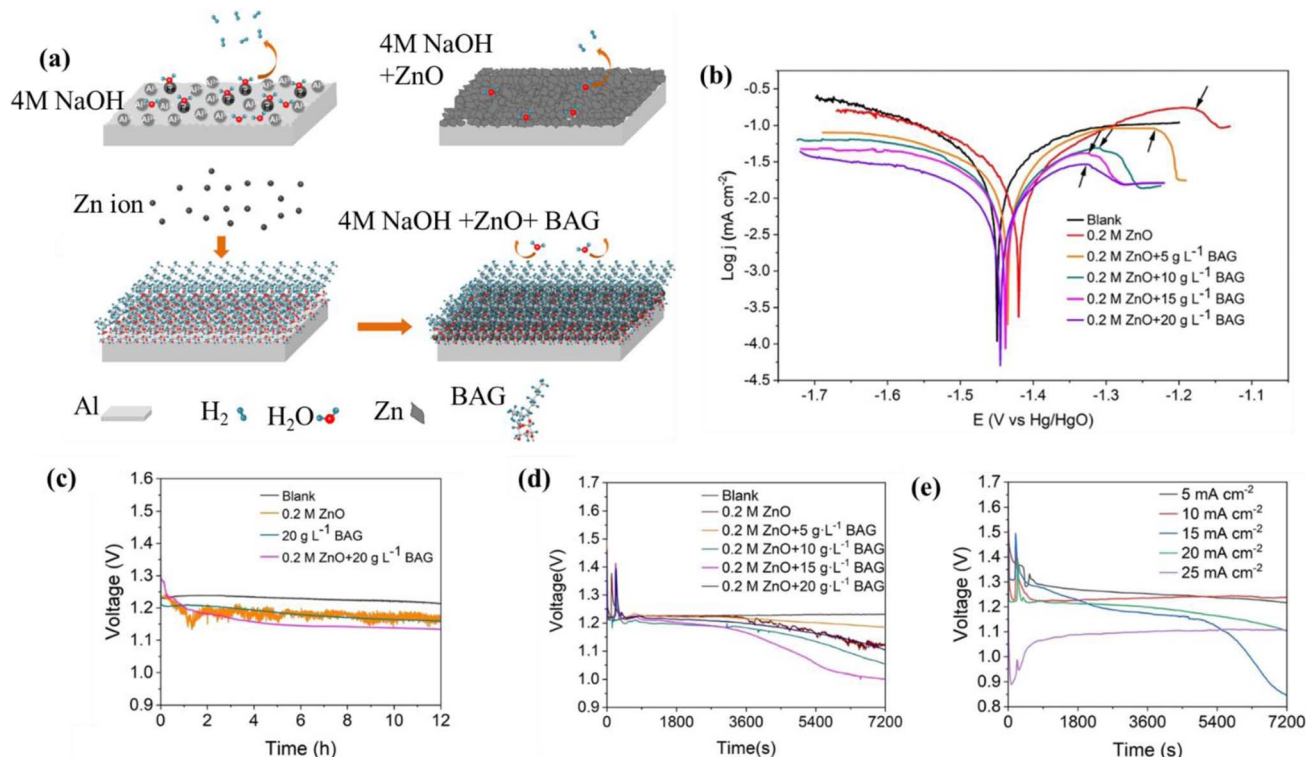 (a)
4M NaOH
4M NaOH
+ZnO
Zn ion
4M NaOH +ZnO+ BAG
Al
H₂
H₂O
Zn
BAG
(b)
Log j (mA cm⁻²)
-0.5
-1.0
-1.5
-2.0
-2.5
-3.0
-3.5
-4.0
-4.5
Blank
0.2 M ZnO
0.2 M ZnO+5 g L⁻¹ BAG
0.2 M ZnO+10 g L⁻¹ BAG
0.2 M ZnO+15 g L⁻¹ BAG
0.2 M ZnO+20 g L⁻¹ BAG
-1.7 -1.6 -1.5 -1.4 -1.3 -1.2 -1.1
E (V vs Hg/HgO)
(c)
Voltage (V)
1.6
1.5
1.4
1.3
1.2
1.1
1.0
0.9
Blank
0.2 M ZnO
20 g L⁻¹ BAG
0.2 M ZnO+20 g L⁻¹ BAG
0 2 4 6 8 10 12
Time (h)
(d)
Voltage(V)
1.7
1.6
1.5
1.4
1.3
1.2
1.1
1.0
0.9
Blank
0.2 M ZnO
0.2 M ZnO+5 g·L⁻¹ BAG
0.2 M ZnO+10 g·L⁻¹ BAG
0.2 M ZnO+15 g·L⁻¹ BAG
0.2 M ZnO+20 g·L⁻¹ BAG
0 1800 3600 5400 7200
Time(s)
(e)
Voltage (V)
1.7
1.6
1.5
1.4
1.3
1.2
1.1
1.0
0.9
0.8
5 mA cm⁻²
10 mA cm⁻²
15 mA cm⁻²
20 mA cm⁻²
25 mA cm⁻²
0 1800 3600 5400 7200
Time (s)